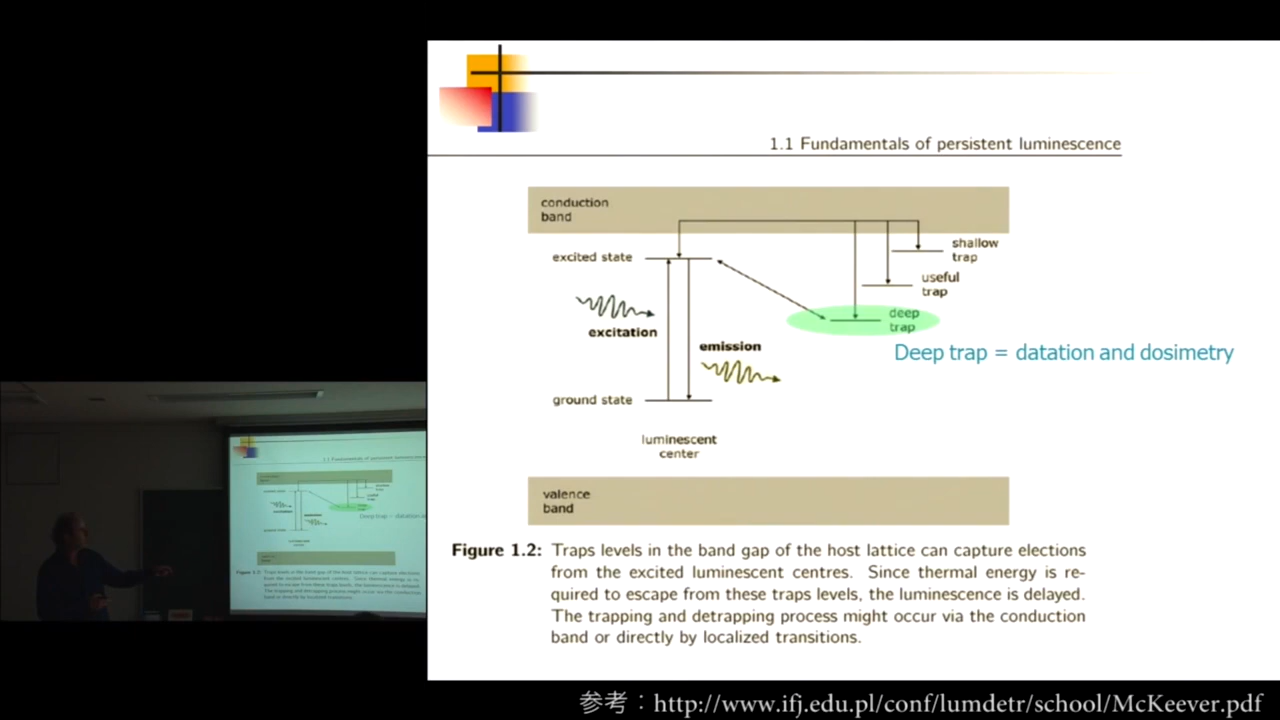 1.1 Fundamentals of persistent luminescence
conduction
band
excited state
shallow
trap
useful
trap
excitation
deep
trap
emission
Deep trap = datation and dosimetry
ground state
luminescent
center
valence
band
Figure 1.2: Traps levels in the band gap of the host lattice can capture elections
from the excited luminescent centres. Since thermal energy is re-
quired to escape from these traps levels, the luminescence is delayed.
The trapping and detrapping process might occur via the conduction
band or directly by localized transitions.
参考：http://www.ifj.edu.pl/conf/lumdetr/school/McKeever.pdf